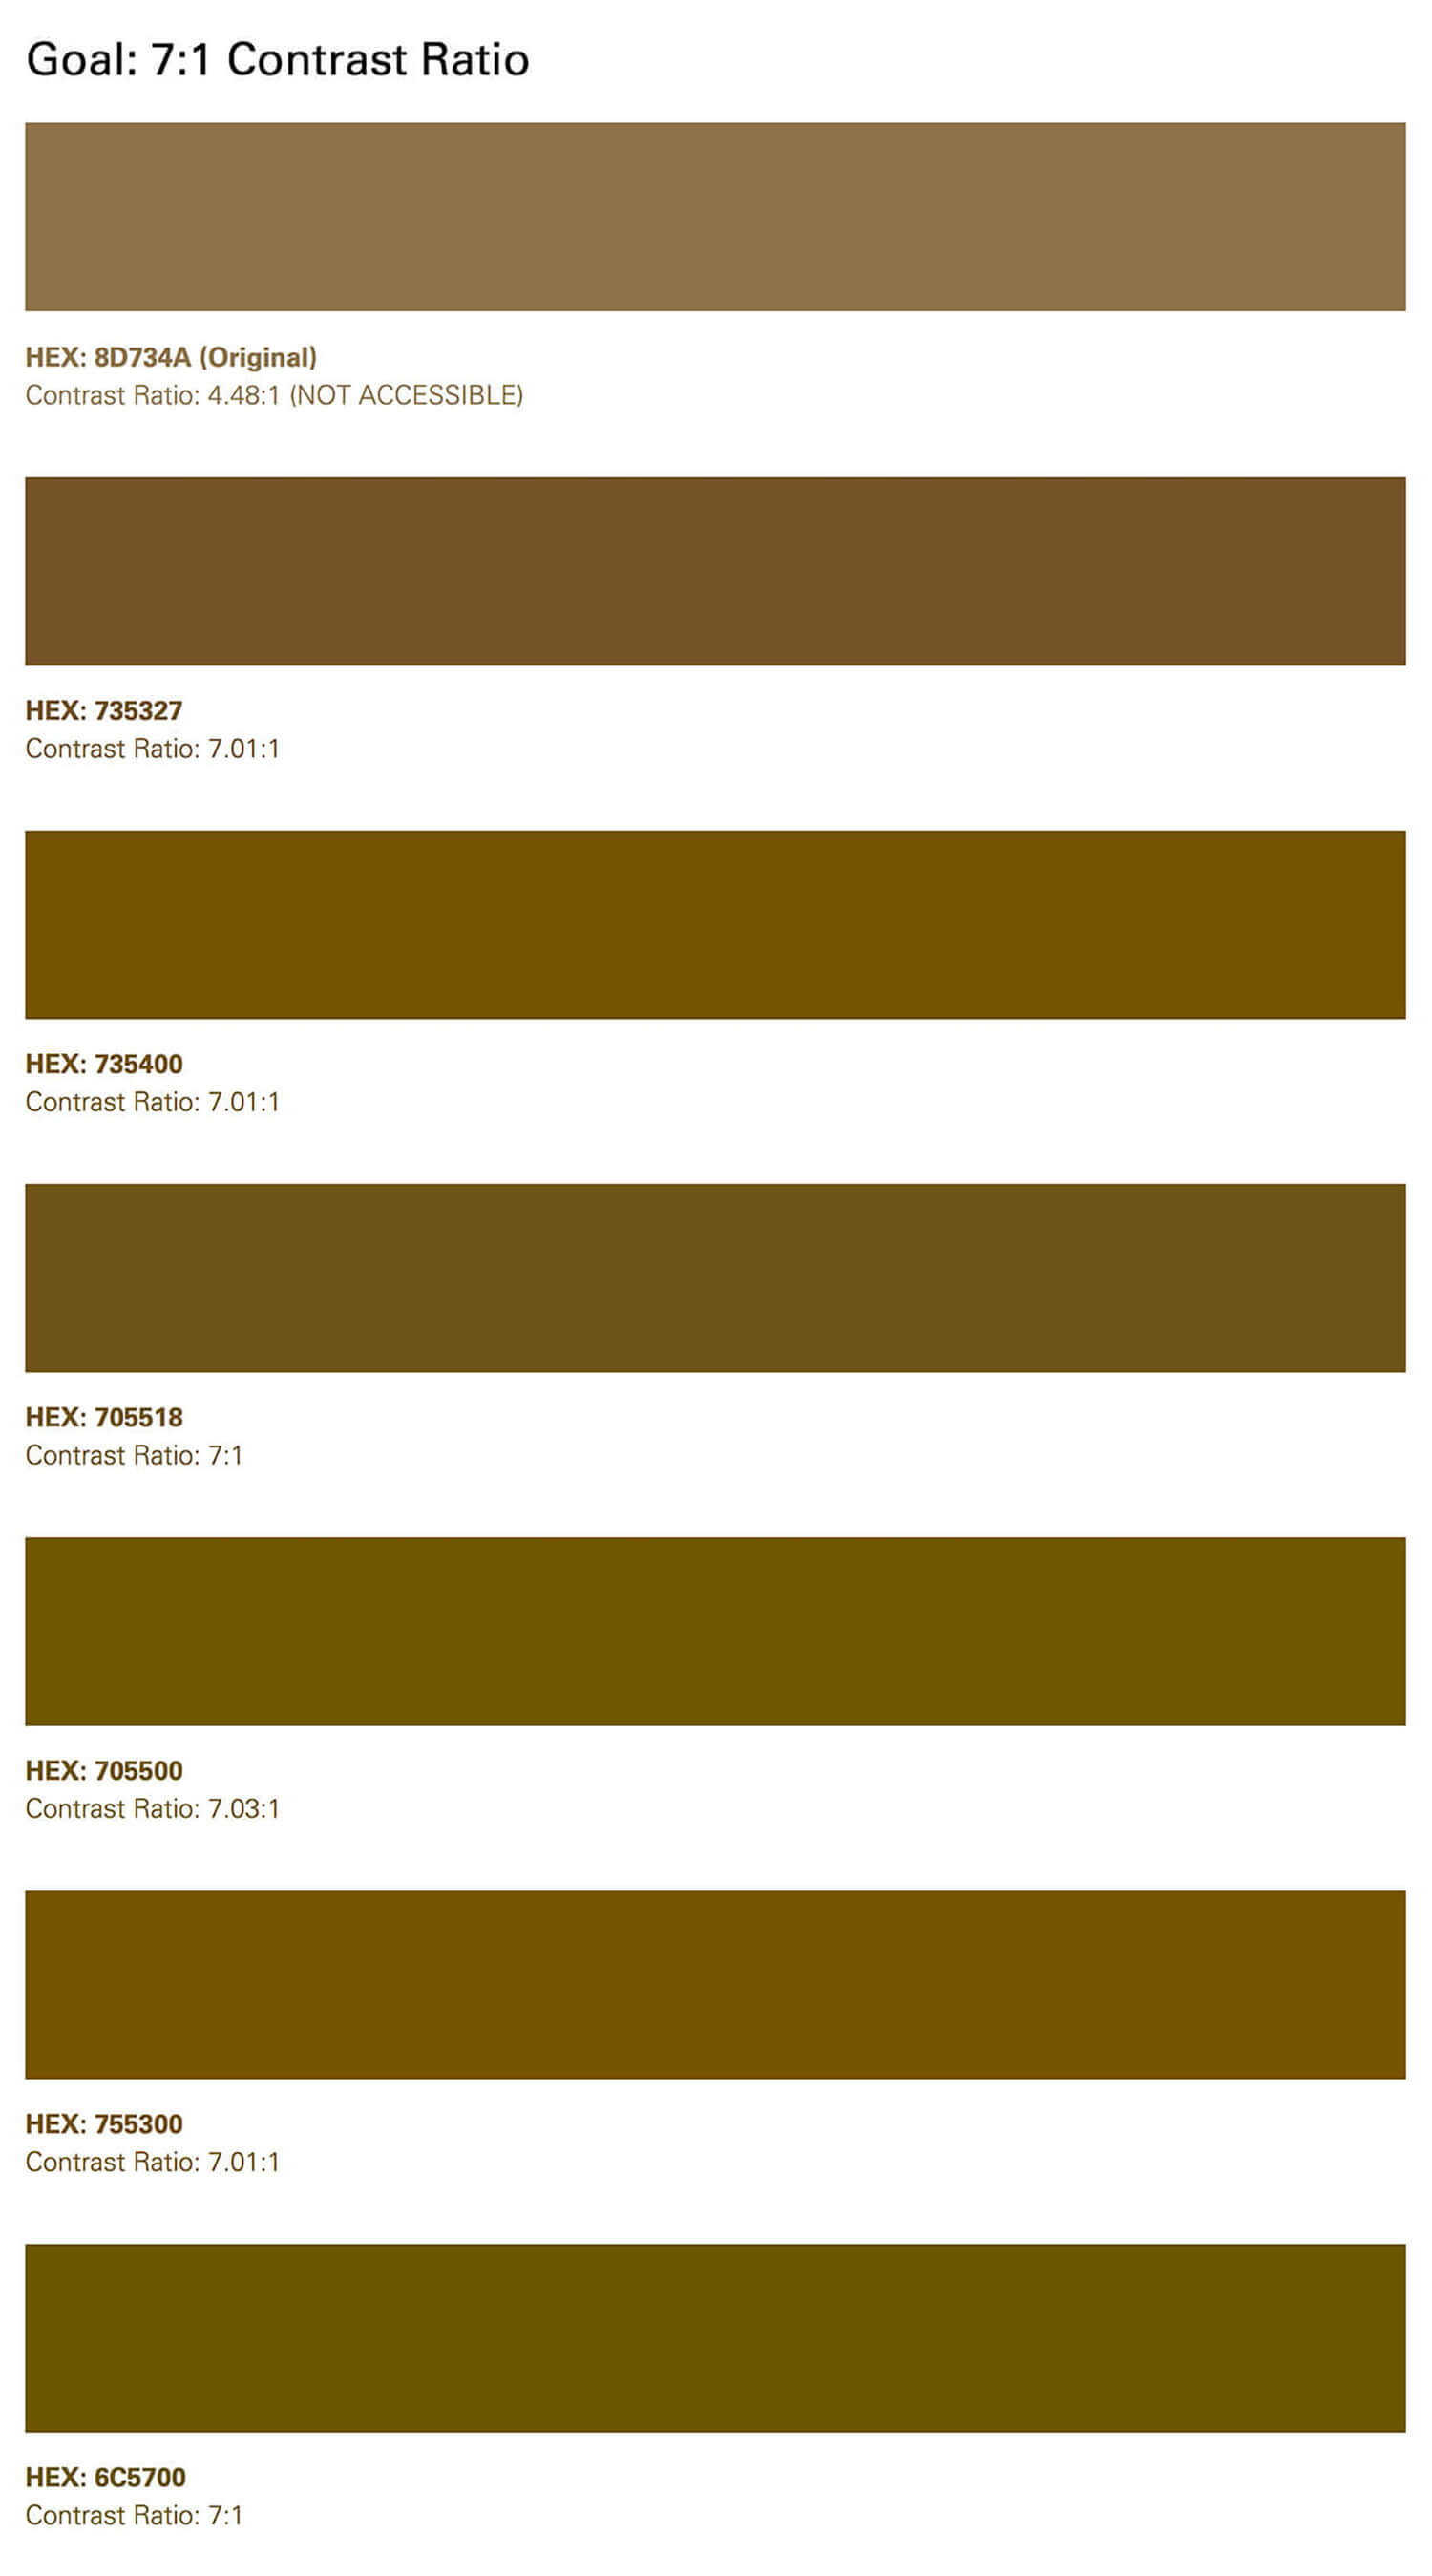 Goal: 7:1 Contrast Ratio
HEX: 8D734A (Original)
Contrast Ratio: 4.48:1 (NOT ACCESSIBLE)
HEX: 735327
Contrast Ratio: 7.01:1
HEX: 735400
Contrast Ratio: 7.01:1
HEX: 705518
Contrast Ratio: 7:1
HEX: 705500
Contrast Ratio: 7.03:1
HEX: 755300
Contrast Ratio: 7.01:1
HEX: 6C5700
Contrast Ratio: 7:1